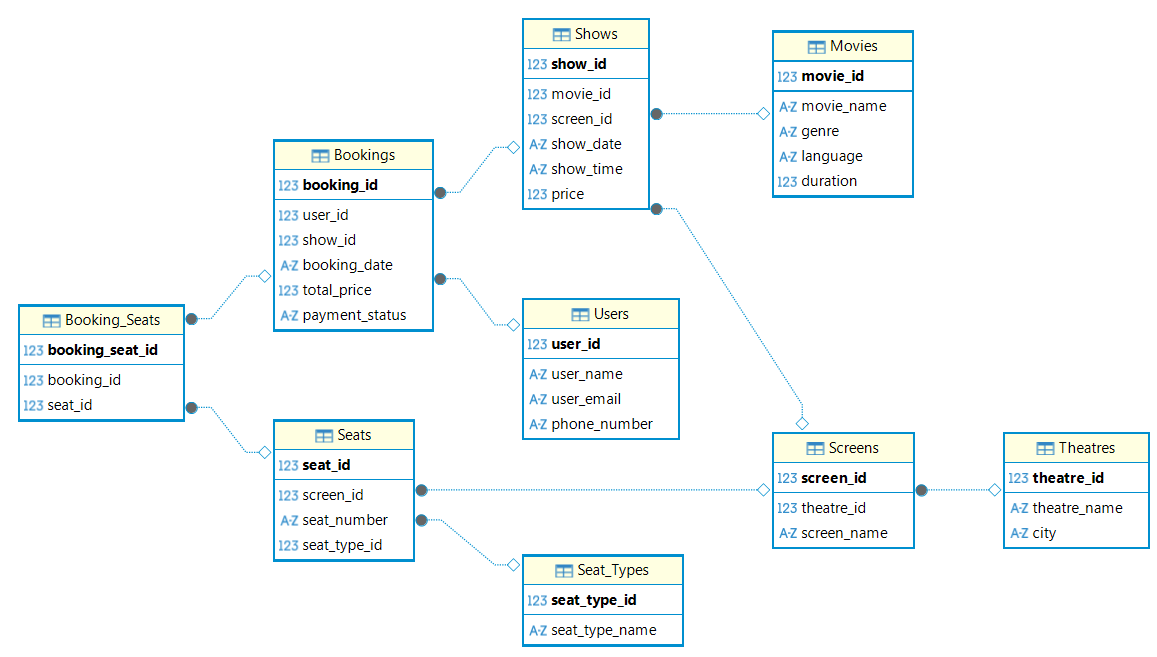 Shows
123 show_id
123 movie_id
123 screen_id
A-Z show_date
A-Z show_time
123 price
Movies
123 movie_id
A-Z movie_name
A-Z genre
A-Z language
123 duration
Bookings
123 booking_id
123 user_id
123 show_id
A-Z booking_date
123 total_price
A-Z payment_status
Booking_Seats
123 booking_seat_id
123 booking_id
123 seat_id
Users
123 user_id
A-Z user_name
A-Z user_email
A-Z phone_number
Seats
123 seat_id
123 screen_id
A-Z seat_number
123 seat_type_id
Screens
123 screen_id
123 theatre_id
A-Z screen_name
Theatres
123 theatre_id
A-Z theatre_name
A-Z city
Seat_Types
123 seat_type_id
A-Z seat_type_name